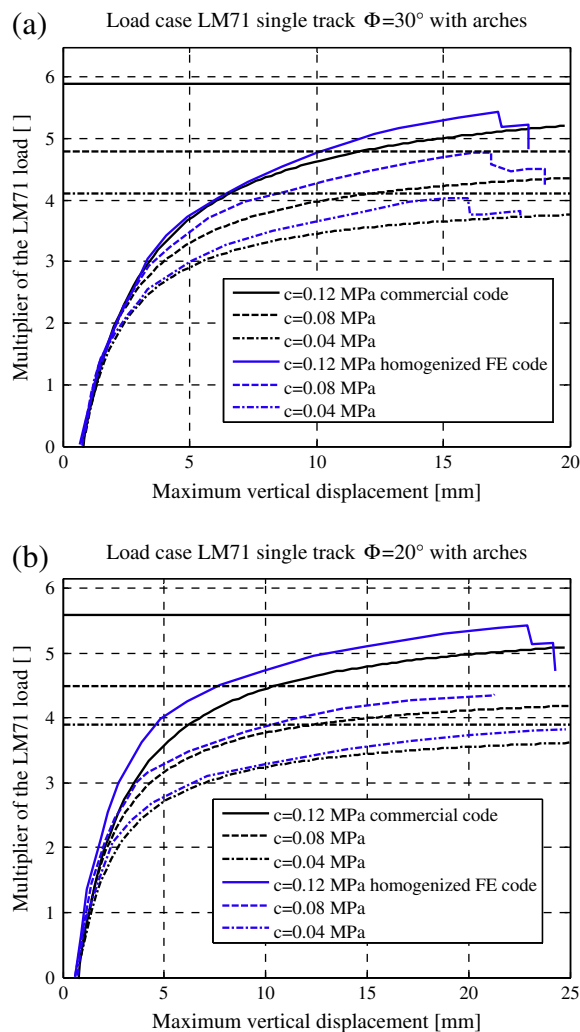 (a)
Load case LM71 single track Φ=30° with arches
6
5
4
3
2
1
0
Multiplier of the LM71 load [ ]
c=0.12 MPa commercial code
c=0.08 MPa
c=0.04 MPa
c=0.12 MPa homogenized FE code
c=0.08 MPa
c=0.04 MPa
0 5 10 15 20
Maximum vertical displacement [mm]
(b)
Load case LM71 single track Φ=20° with arches
6
5
4
3
2
1
0
Multiplier of the LM71 load [ ]
c=0.12 MPa commercial code
c=0.08 MPa
c=0.04 MPa
c=0.12 MPa homogenized FE code
c=0.08 MPa
c=0.04 MPa
0 5 10 15 20 25
Maximum vertical displacement [mm]